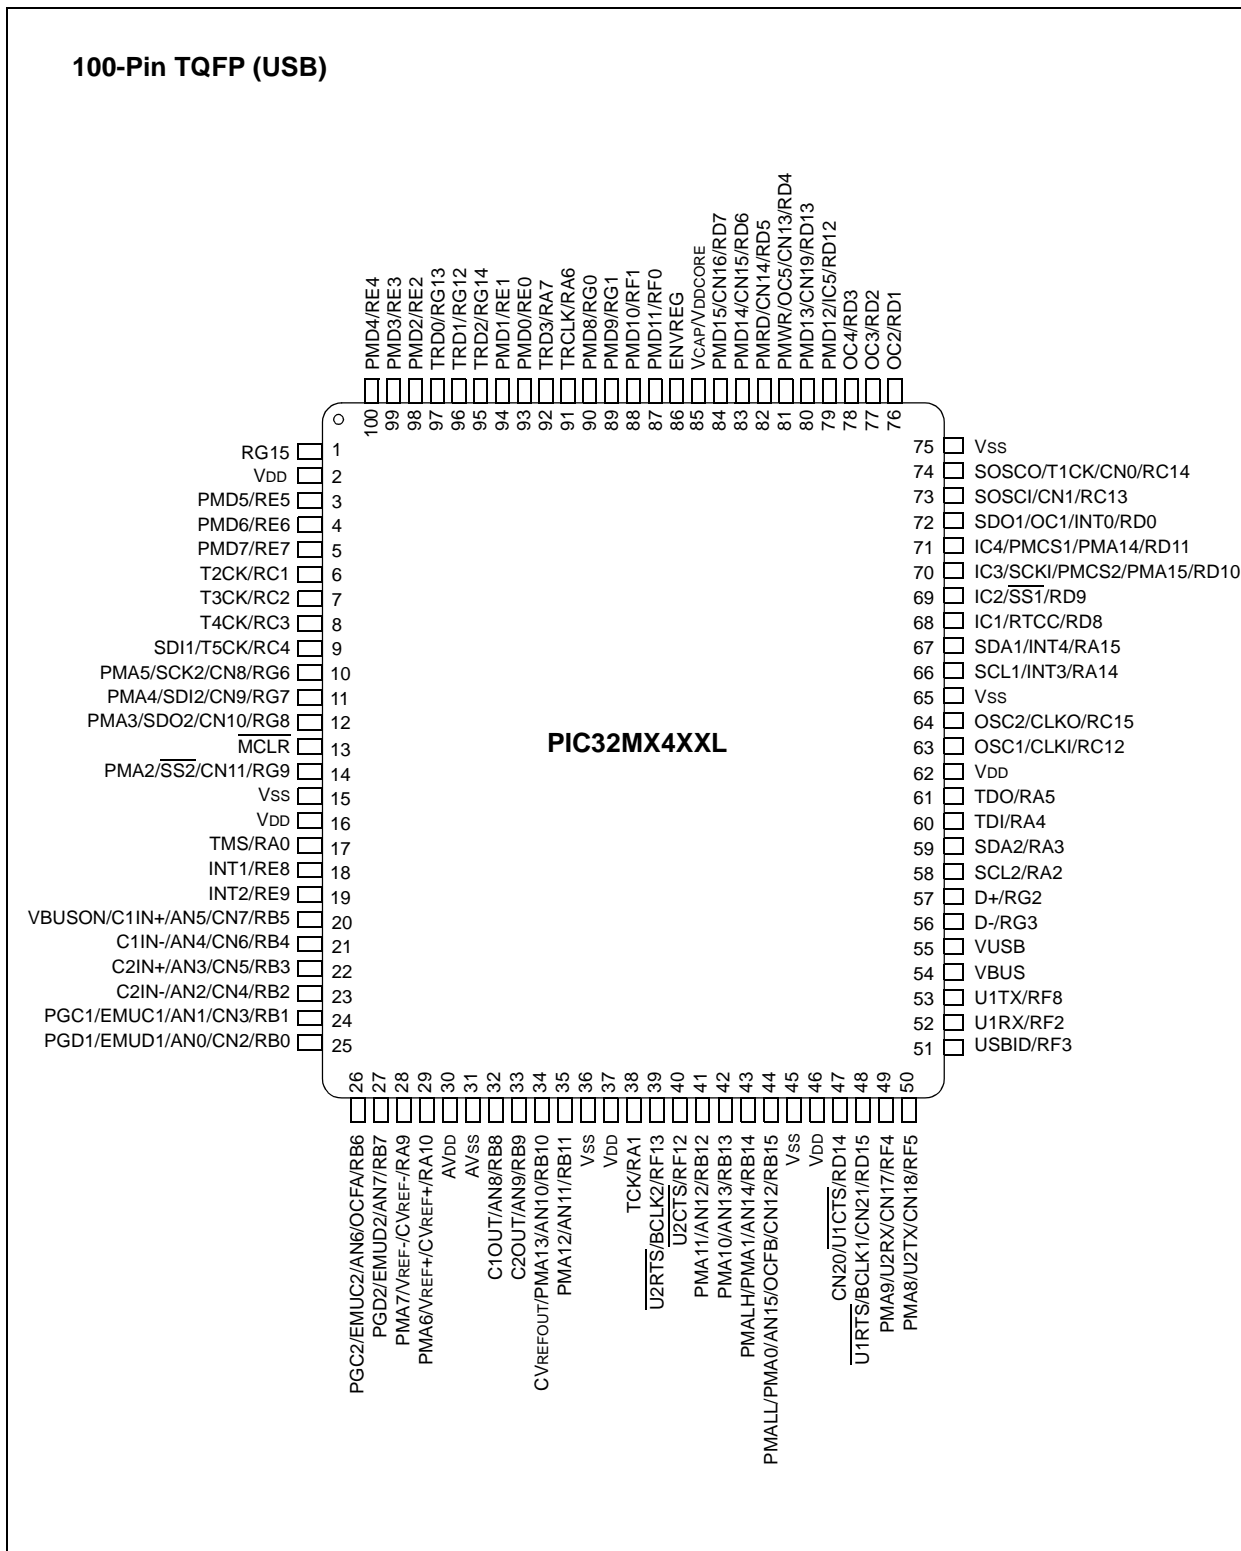 100-Pin TQFP (USB)
PMD4/RE4
PMD3/RE3
PMD2/RE2
TRD0/RG13
TRD1/RG12
TRD2/RG14
PMD1/RE1
PMD0/RE0
TRD3/RA7
TRCLK/RA6
PMD8/RG0
PMD9/RG1
PMD10/RF1
PMD11/RF0
ENVREG
VCAP/VDDCORE
PMD15/CN16/RD7
PMD14/CN15/RD6
PMRD/CN14/RD5
PMWR/OC5/CN13/RD4
PMD13/CN19/RD13
PMD12/IC5/RD12
OC4/RD3
OC3/RD2
OC2/RD1
100
99
98
97
96
95
94
93
92
91
90
89
88
87
86
85
84
83
82
81
80
79
78
77
76
RG15 1
VDD 2
PMD5/RE5 3
PMD6/RE6 4
PMD7/RE7 5
T2CK/RC1 6
T3CK/RC2 7
T4CK/RC3 8
SDI1/T5CK/RC4 9
PMA5/SCK2/CN8/RG6 10
PMA4/SDI2/CN9/RG7 11
PMA3/SDO2/CN10/RG8 12
MCLR 13
PMA2/SS2/CN11/RG9 14
VSS 15
VDD 16
TMS/RA0 17
INT1/RE8 18
INT2/RE9 19
VBUSON/C1IN+/AN5/CN7/RB5 20
C1IN-/AN4/CN6/RB4 21
C2IN+/AN3/CN5/RB3 22
C2IN-/AN2/CN4/RB2 23
PGC1/EMUC1/AN1/CN3/RB1 24
PGD1/EMUD1/AN0/CN2/RB0 25
PIC32MX4XXL
75 VSS
74 SOSCO/T1CK/CN0/RC14
73 SOSCI/CN1/RC13
72 SDO1/OC1/INT0/RD0
71 IC4/PMCS1/PMA14/RD11
70 IC3/SCKI/PMCS2/PMA15/RD10
69 IC2/SS1/RD9
68 IC1/RTCC/RD8
67 SDA1/INT4/RA15
66 SCL1/INT3/RA14
65 VSS
64 OSC2/CLKO/RC15
63 OSC1/CLKI/RC12
62 VDD
61 TDO/RA5
60 TDI/RA4
59 SDA2/RA3
58 SCL2/RA2
57 D+/RG2
56 D-/RG3
55 VUSB
54 VBUS
53 U1TX/RF8
52 U1RX/RF2
51 USBID/RF3
26
27
28
29
30
31
32
33
34
35
36
37
38
39
40
41
42
43
44
45
46
47
48
49
50
PGC2/EMUC2/AN6/OCFA/RB6
PGD2/EMUD2/AN7/RB7
PMA7/VREF-/CVREF-/RA9
PMA6/VREF+/CVREF+/RA10
AVDD
AVSS
C1OUT/AN8/RB8
C2OUT/AN9/RB9
CVREFOUT/PMA13/AN10/RB10
PMA12/AN11/RB11
VSS
VDD
TCK/RA1
U2RTS/BCLK2/RF13
U2CTS/RF12
PMA11/AN12/RB12
PMA10/AN13/RB13
PMALH/PMA1/AN14/RB14
PMALL/PMA0/AN15/OCFB/CN12/RB15
VSS
VDD
CN20/U1CTS/RD14
U1RTS/BCLK1/CN21/RD15
PMA9/U2RX/CN17/RF4
PMA8/U2TX/CN18/RF5